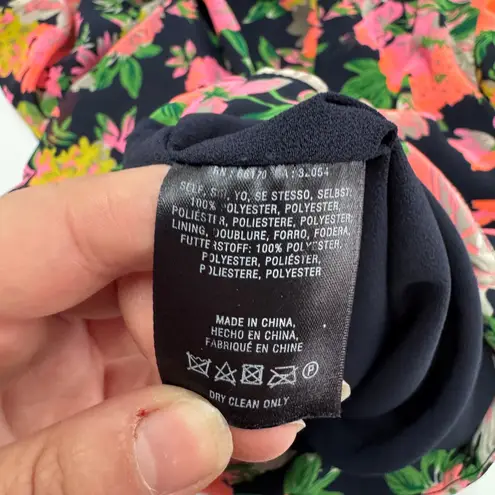 RN : 66170 CA : 32054
SELF, SOI, YO, SE STESSO, SELBST:
100% POLYESTER, POLYESTER,
POLIÉSTER, POLIESTERE, POLYESTER.
LINING, DOUBLURE, FORRO, FODERA,
FUTTERSTOFF: 100% POLYESTER,
POLYESTER, POLIÉSTER,
POLIESTERE, POLYESTER.
MADE IN CHINA,
HECHO EN CHINA,
FABRIQUÉ EN CHINE
P
DRY CLEAN ONLY